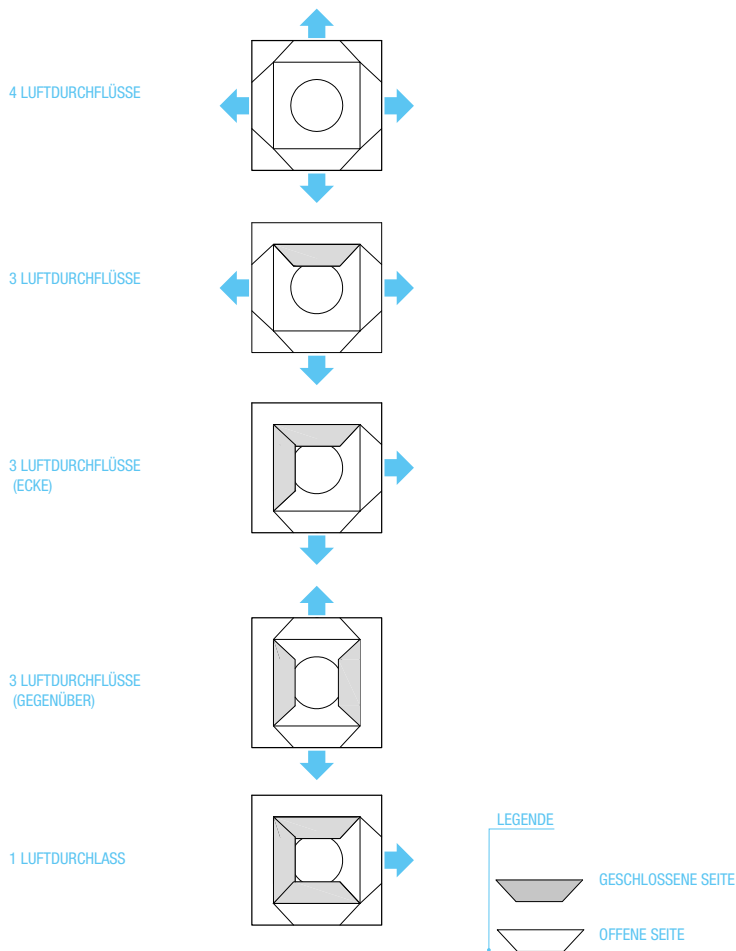 4 LUFTDURCHFLÜSSE
3 LUFTDURCHFLÜSSE
3 LUFTDURCHFLÜSSE
(ECKE)
3 LUFTDURCHFLÜSSE
(GEGENÜBER)
1 LUFTDURCHLASS
LEGENDE
GESCHLOSSENE SEITE
OFFENE SEITE